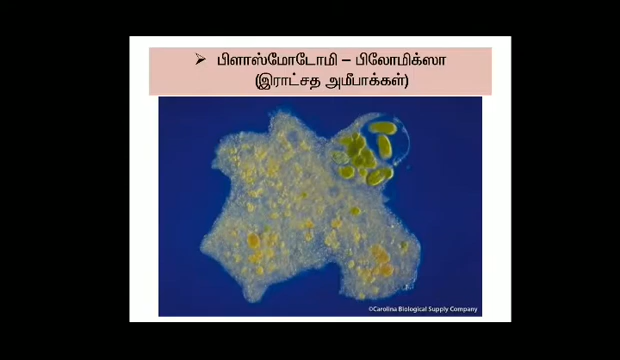 ➤ பிளாஸ்மோடோமி – பிலோமிக்ஸா
(இராட்சத அமீபாக்கள்)
©Carolina Biological Supply Company